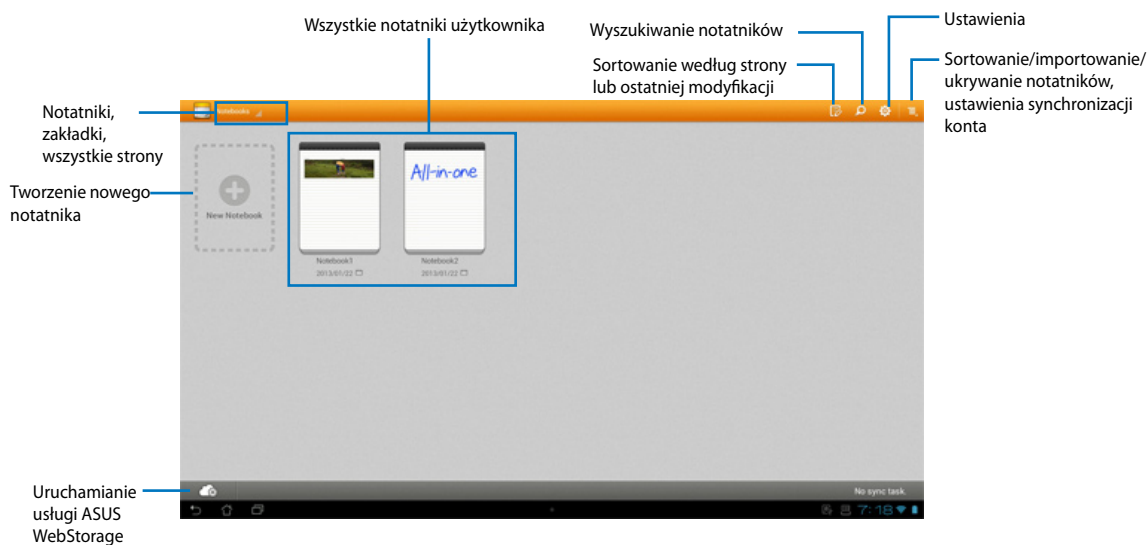 Wszystkie notatniki użytkownika
Wyszukiwanie notatników
Ustawienia
Sortowanie według strony
lub ostatniej modyfikacji
Sortowanie/importowanie/
ukrywanie notatników,
ustawienia synchronizacji
konta
Notatniki,
zakładki,
wszystkie strony
Notebooks
Tworzenie nowego
notatnika
New Notebook
All-in-one
Notebook1
2013/01/22
Notebook2
2013/01/22
Uruchamianie
usługi ASUS
WebStorage
No sync task.
7:18